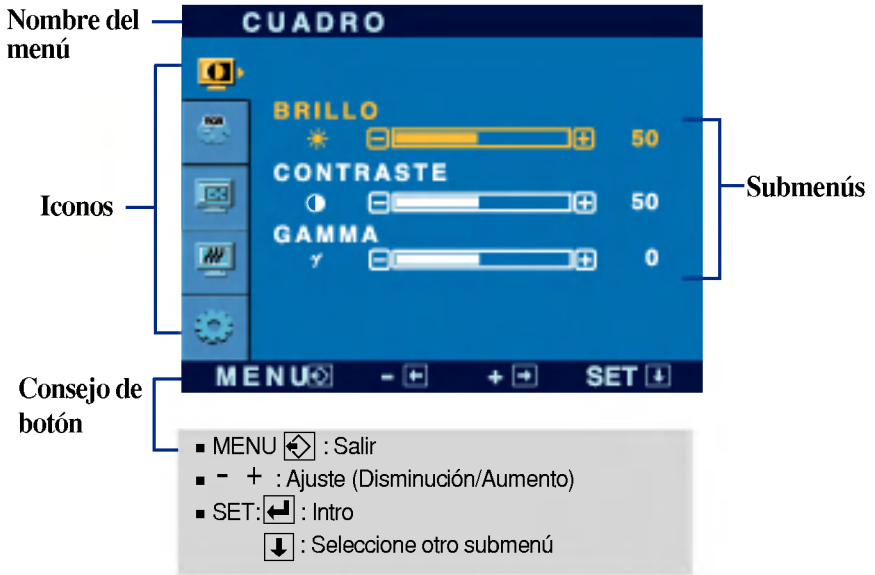 Nombre del
menú
CUADRO
BRILLO
50
CONTRASTE
50
GAMMA
0
Iconos
Submenús
MENU - + SET
Consejo de
botón
MENU : Salir
- + : Ajuste (Disminución/Aumento)
SET: : Intro
: Seleccione otro submenú